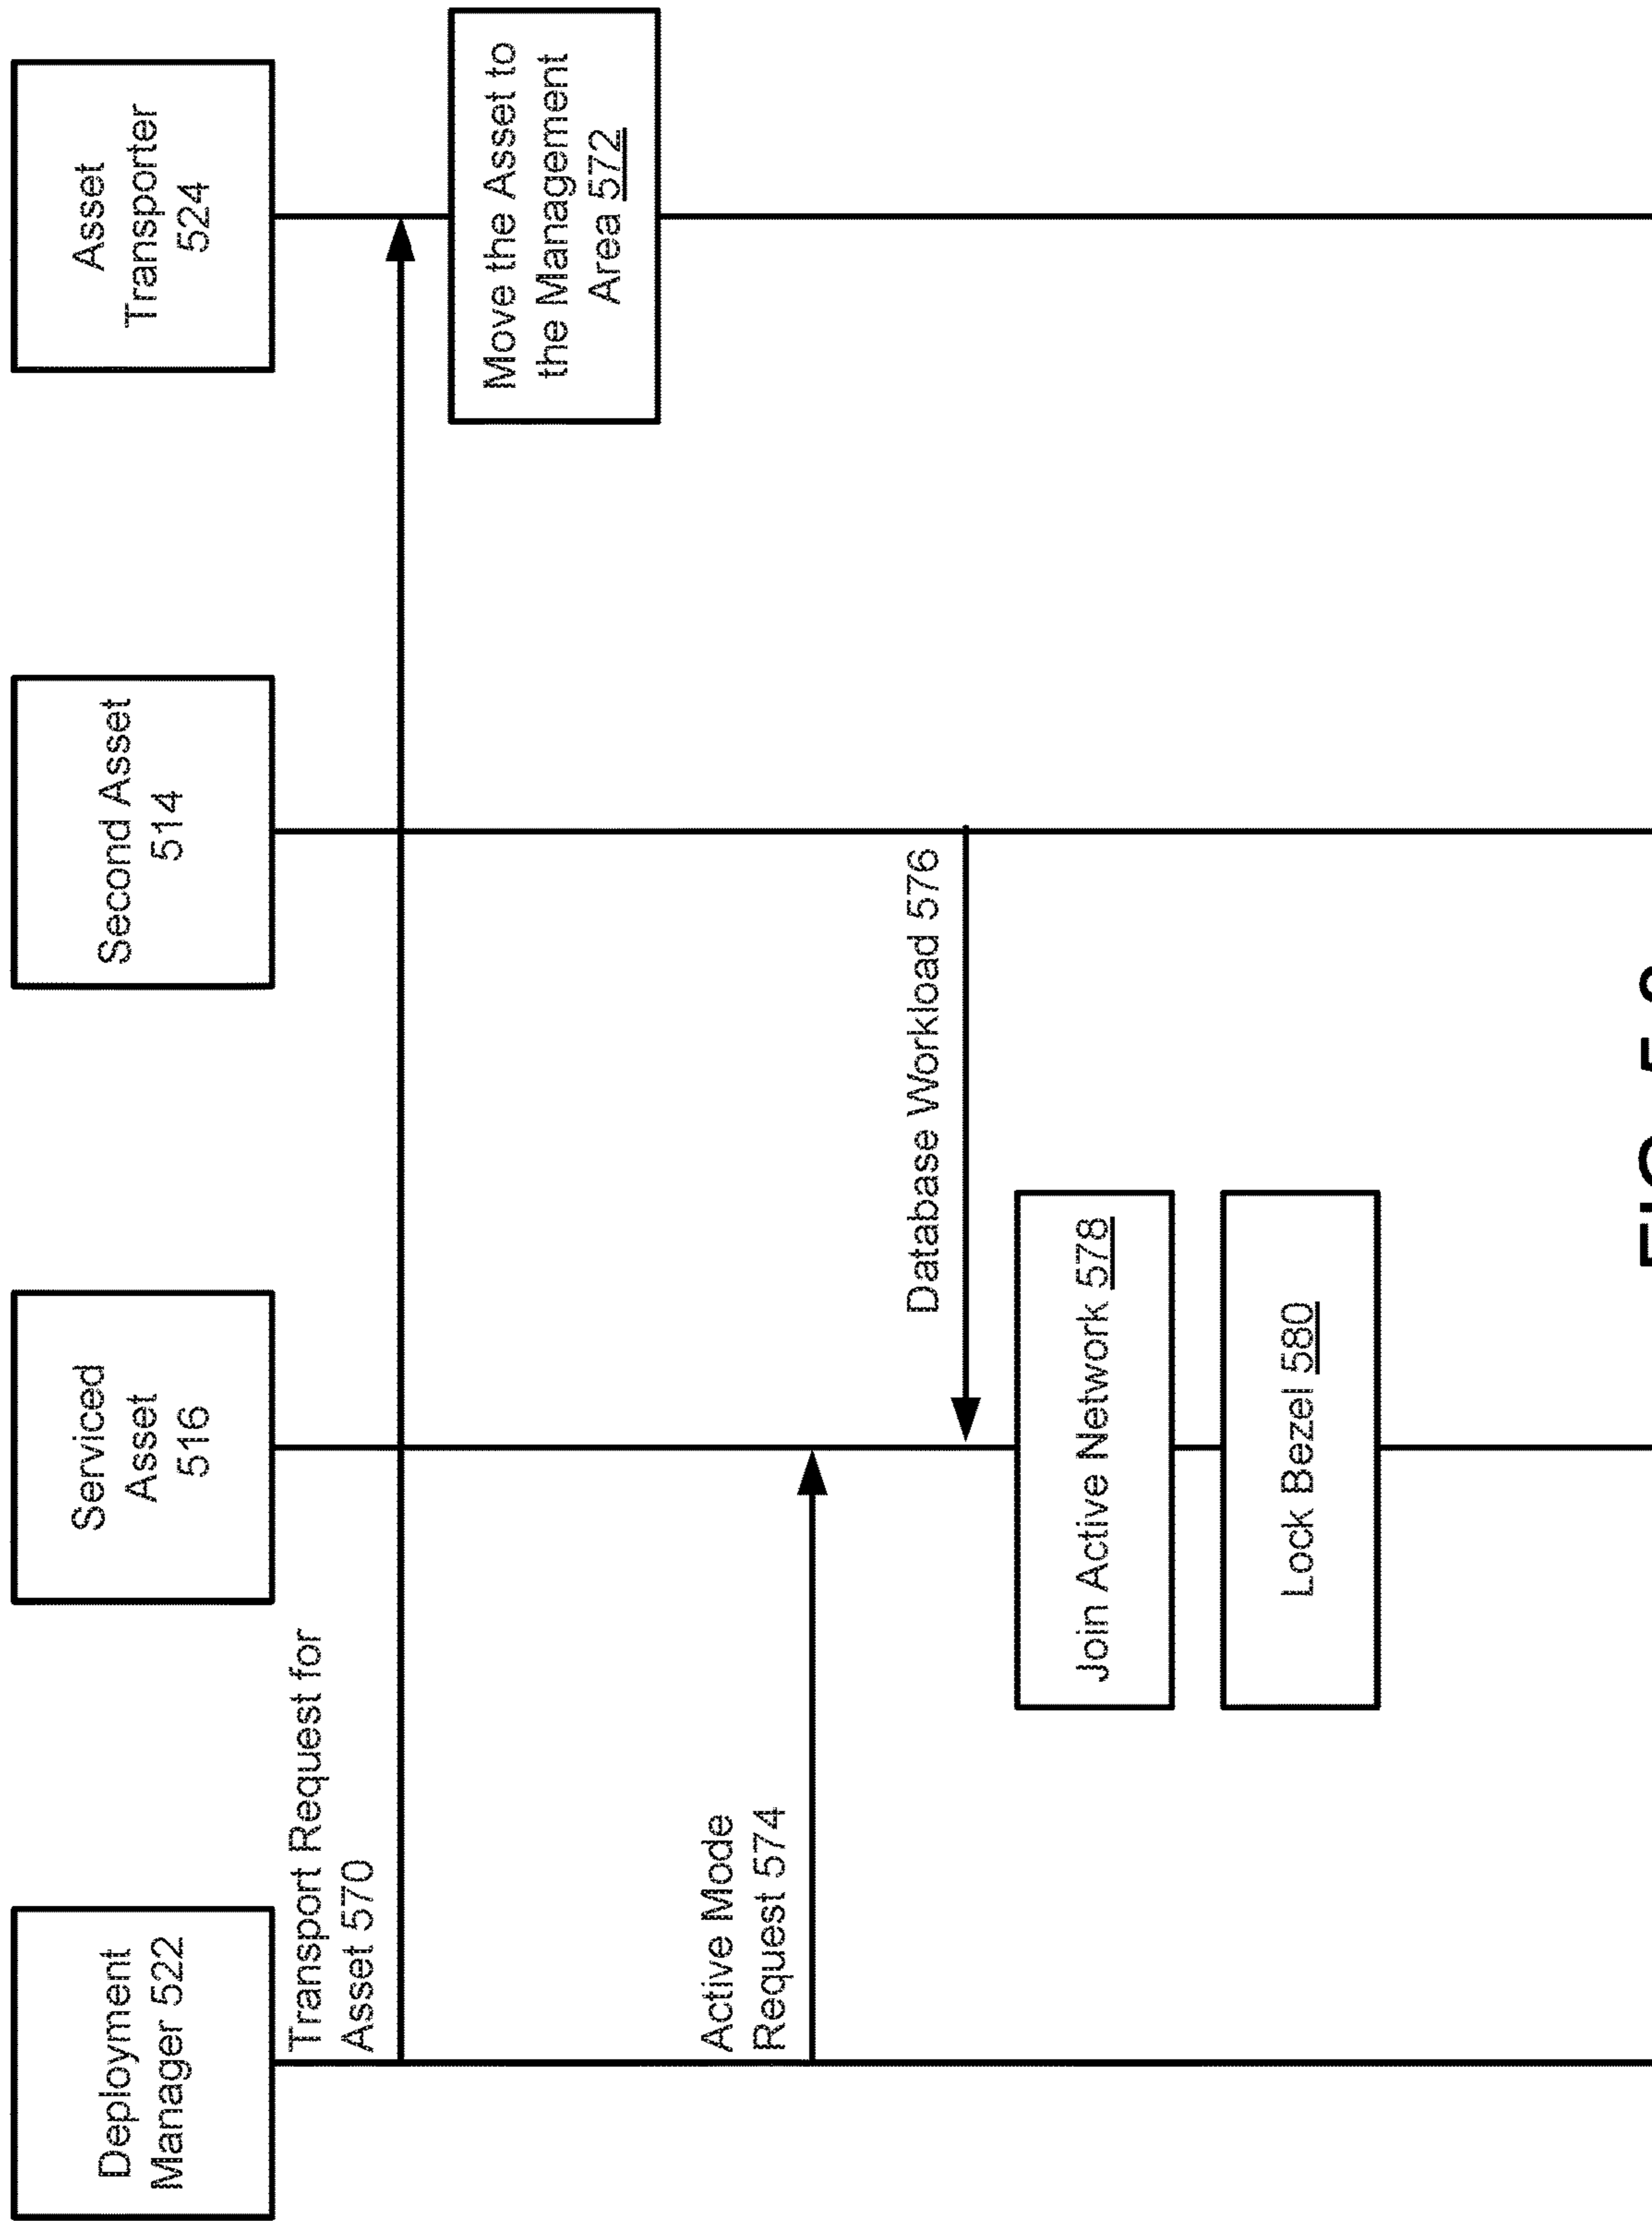 Deployment
Manager 522
Serviced
Asset
516
Second Asset
514
Asset
Transporter
524
Transport Request for
Asset 570
Move the Asset to
the Management
Area 572
Active Mode
Request 574
Database Workload 576
Join Active Network 578
Lock Bezel 580